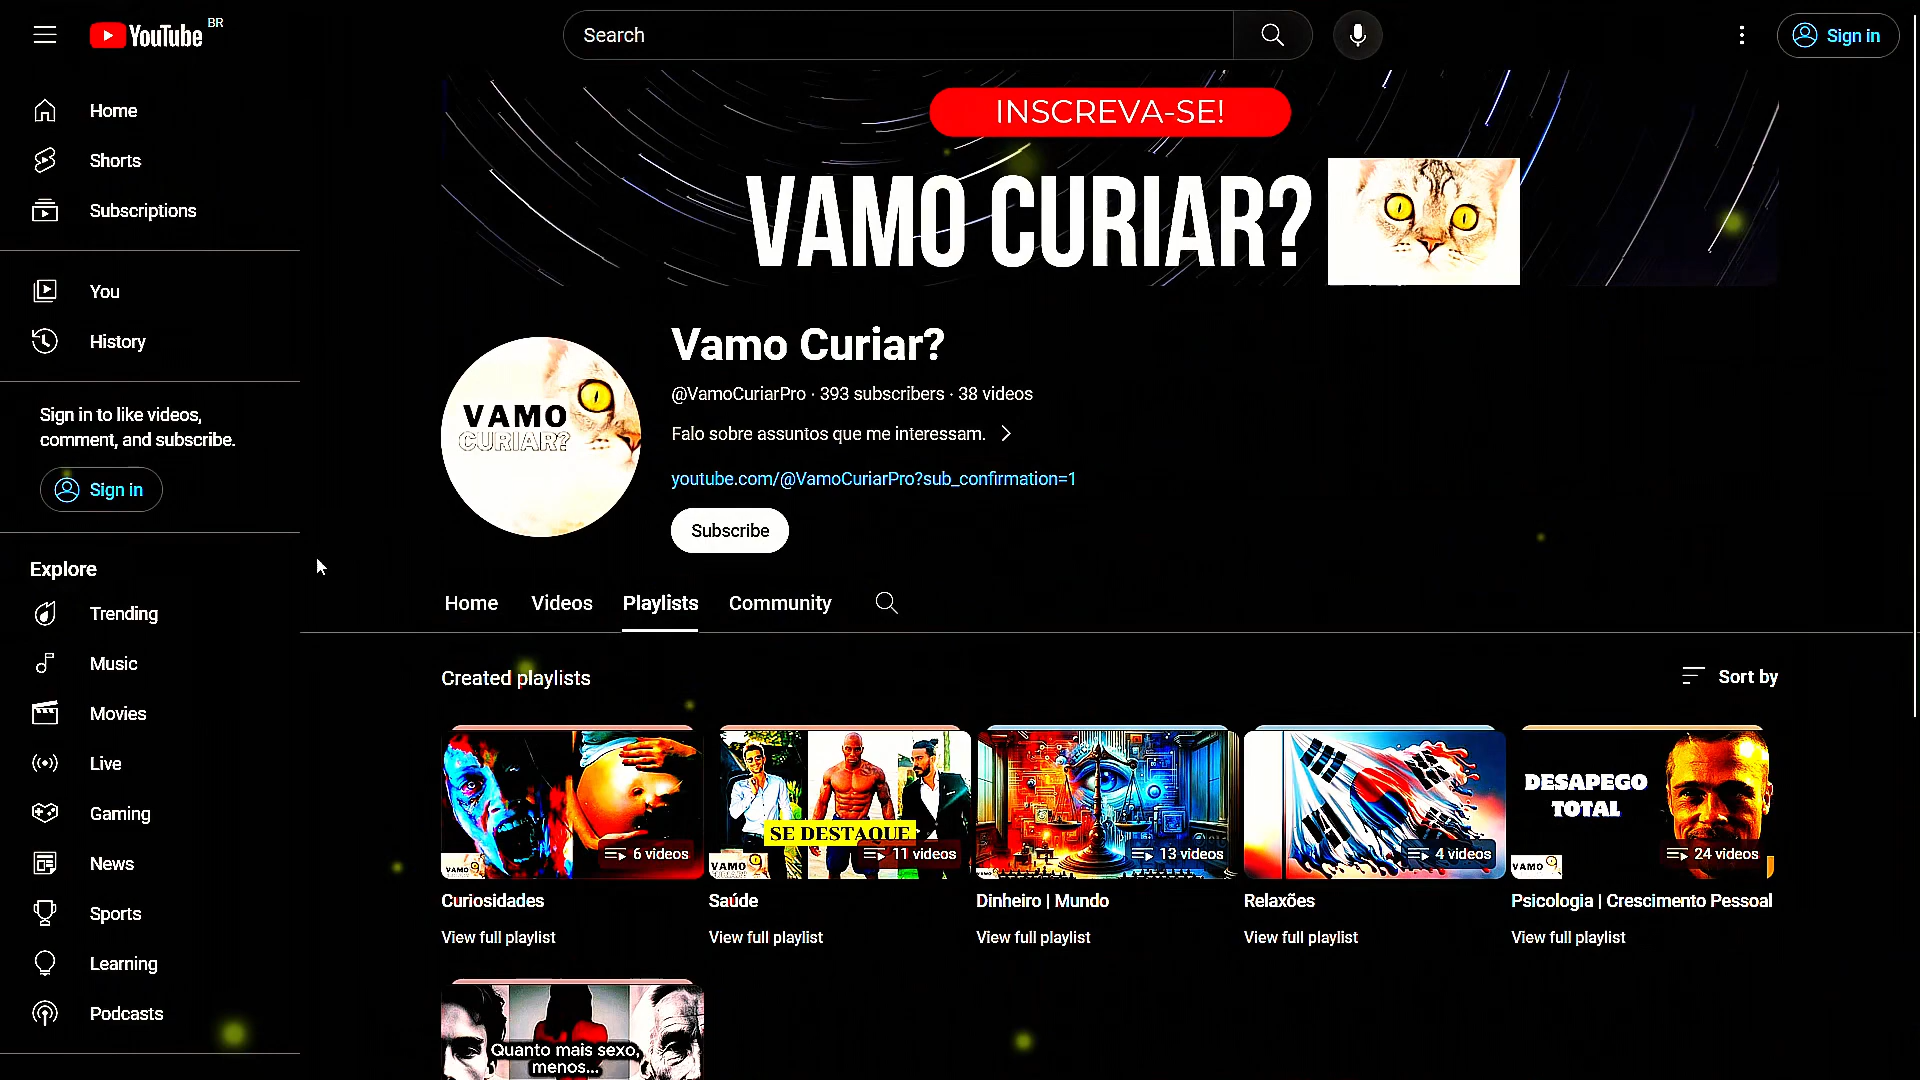 YouTube BR
Search
Sign in
Home
Shorts
Subscriptions
You
History
Sign in to like videos,
comment, and subscribe.
Sign in
Explore
Trending
Music
Movies
Live
Gaming
News
Sports
Learning
Podcasts
INSCREVA-SE!
VAMO CURIAR?
VAMO
CURIAR?
Vamo Curiar?
@VamoCuriarPro · 393 subscribers · 38 videos
Falo sobre assuntos que me interessam.
youtube.com/@VamoCuriarPro?sub_confirmation=1
Subscribe
Home Videos Playlists Community
Created playlists
Sort by
VAMO
6 videos
Curiosidades
View full playlist
SE DESTAQUE
VAMO
11 videos
Saúde
View full playlist
13 videos
Dinheiro | Mundo
View full playlist
4 videos
Relaxões
View full playlist
DESAPEGO
TOTAL
VAMO
24 videos
Psicologia | Crescimento Pessoal
View full playlist
Quanto mais sexo,
menos...